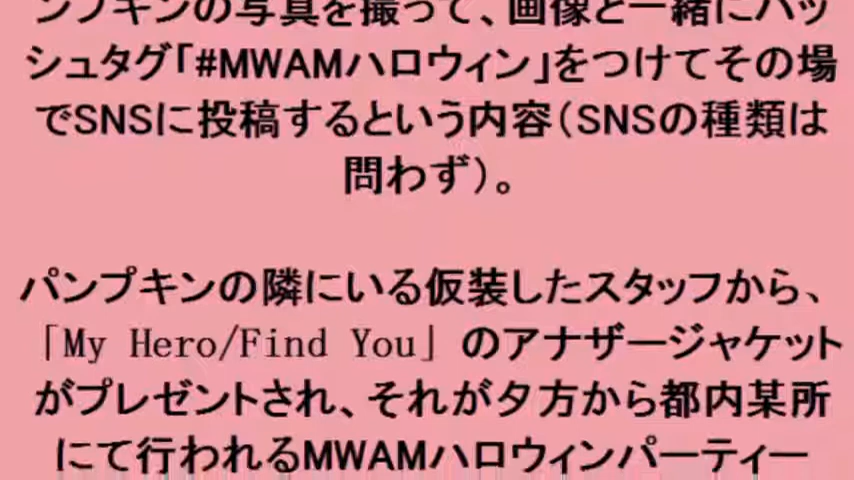 ンプキンの写真を撮って、画像と一緒にハッ
シュタグ「#MWAMハロウィン」をつけてその場
でSNSに投稿するという内容（SNSの種類は
問わず）。
パンプキンの隣にいる仮装したスタッフから、
「My Hero/Find You」のアナザージャケット
がプレゼントされ、それが夕方から都内某所
にて行われるMWAMハロウィンパーティー